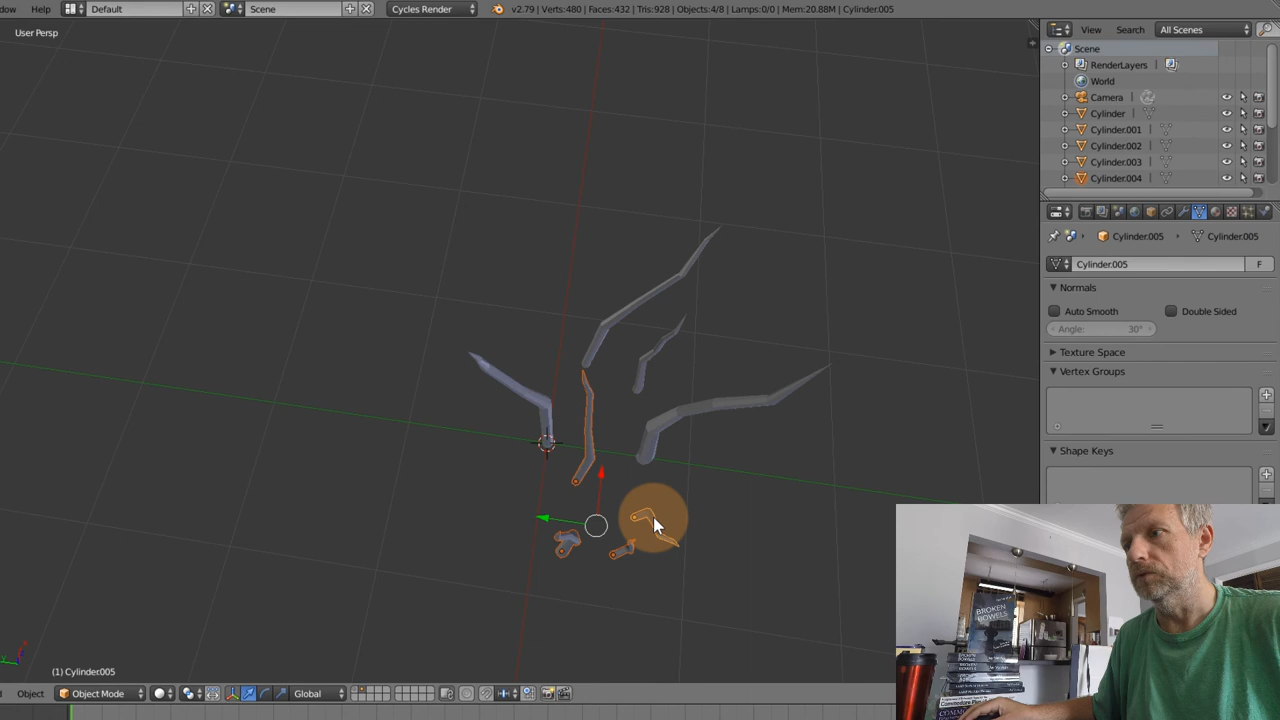 dow Help Default Scene Cycles Render v2.79 | Verts:480 | Faces:432 | Tris:928 | Objects:4/8 | Lamps:0/0 | Mem:20.88M | Cylinder.005
User Persp
View Search All Scenes
Scene
RenderLayers
World
Camera
Cylinder
Cylinder.001
Cylinder.002
Cylinder.003
Cylinder.004
Cylinder.005 Cylinder.005
Cylinder.005 F
Normals
Auto Smooth Double Sided
Angle: 30°
Texture Space
Vertex Groups
Shape Keys
BROKEN
BOWELS
(1) Cylinder.005
Object Object Mode Global